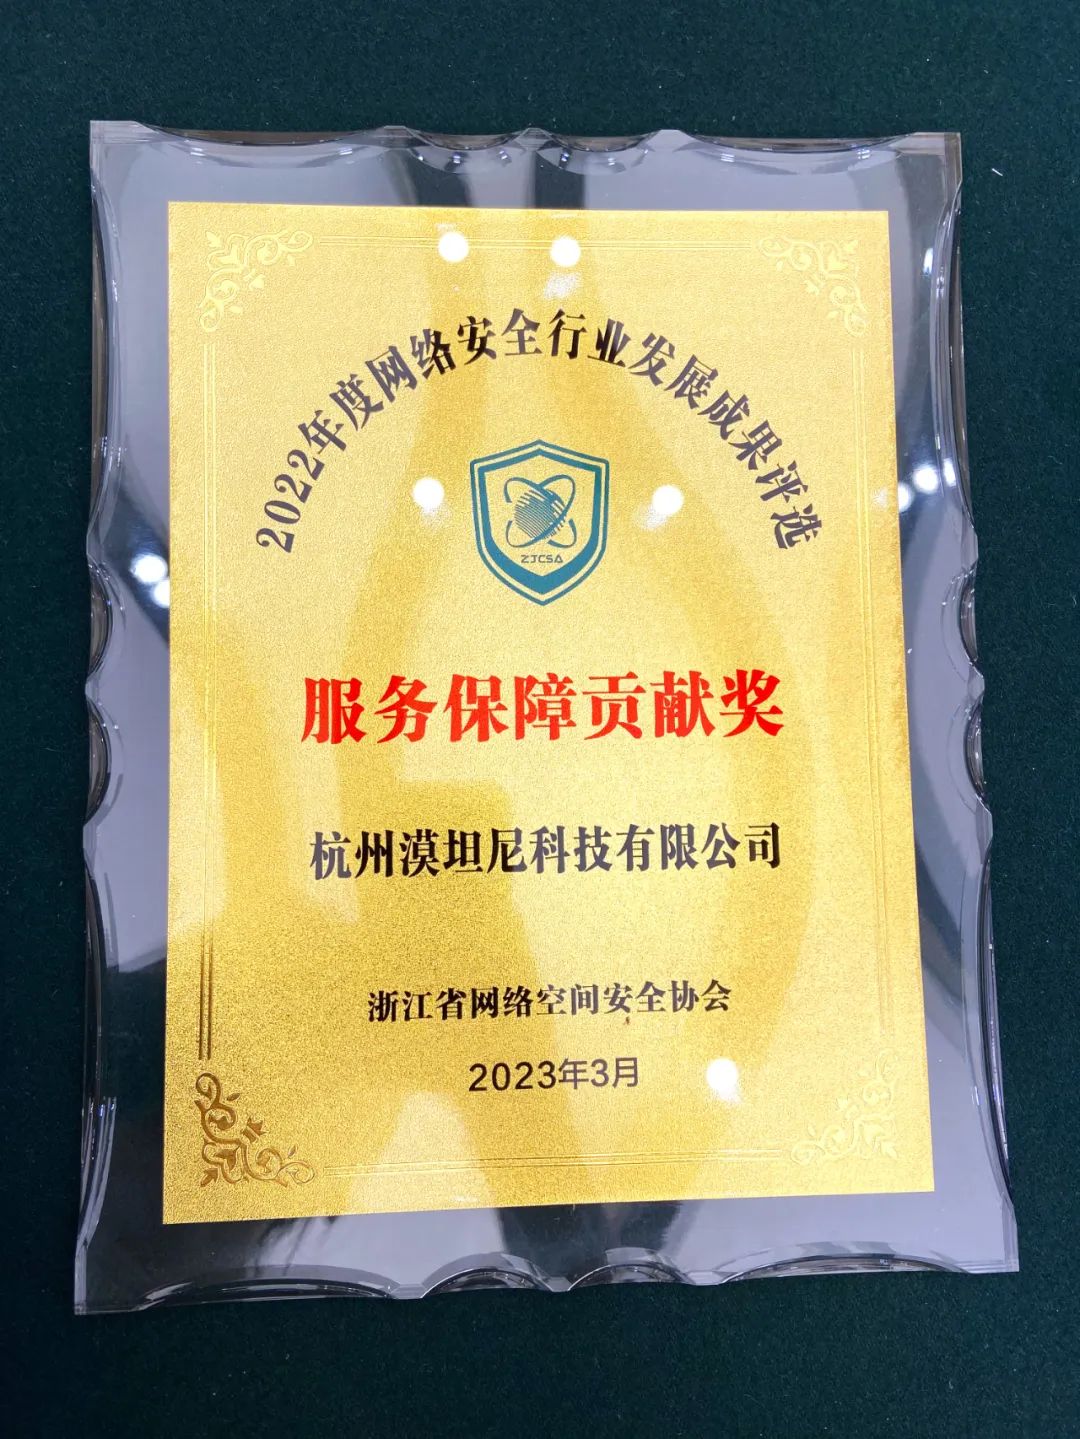 2022年度网络安全行业发展成果评选
ZJCSA
服务保障贡献奖
杭州漠坦尼科技有限公司
浙江省网络空间安全协会
2023年3月